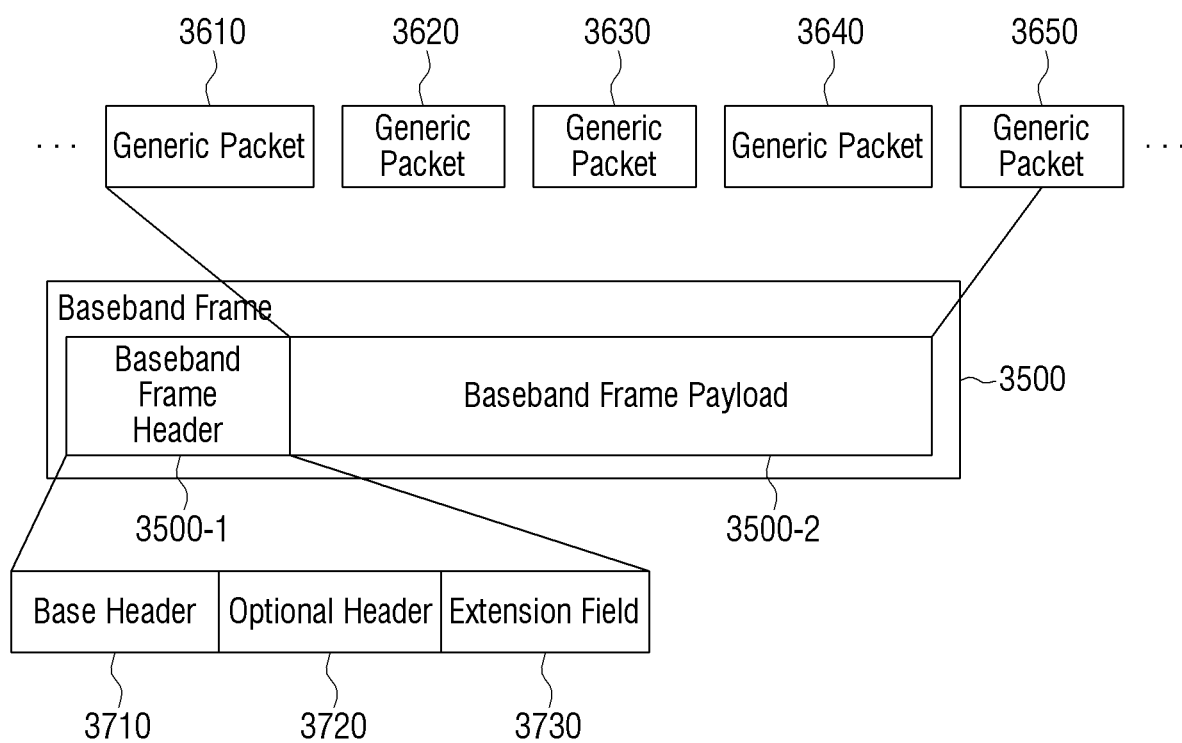 3610 3620 3630 3640 3650
... Generic Packet Generic Packet Generic Packet Generic Packet Generic Packet ...
Baseband Frame
Baseband Frame Header
Baseband Frame Payload
3500
3500-1 3500-2
Base Header Optional Header Extension Field
3710 3720 3730